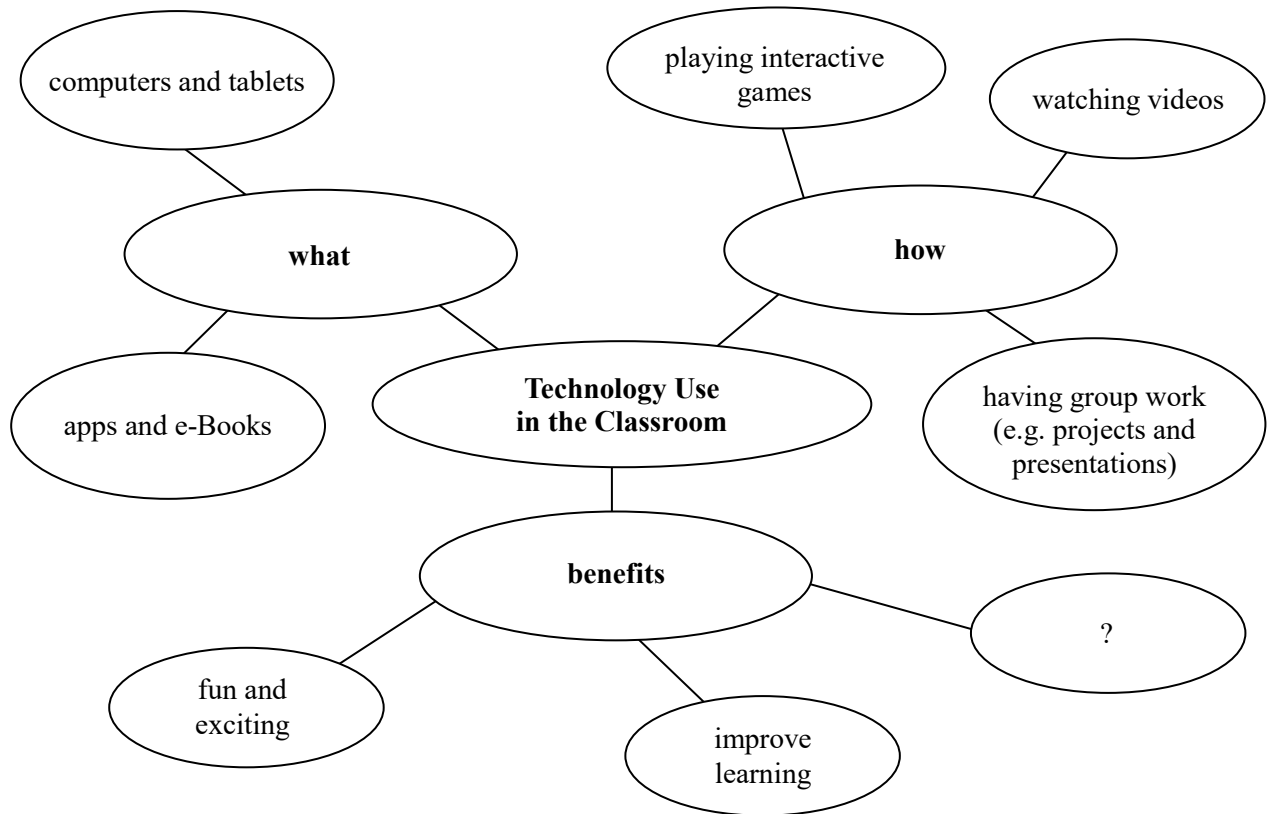 computers and tablets
playing interactive
games
watching videos
what
how
apps and e-Books
Technology Use
in the Classroom
having group work
(e.g. projects and
presentations)
benefits
?
fun and
exciting
improve
learning